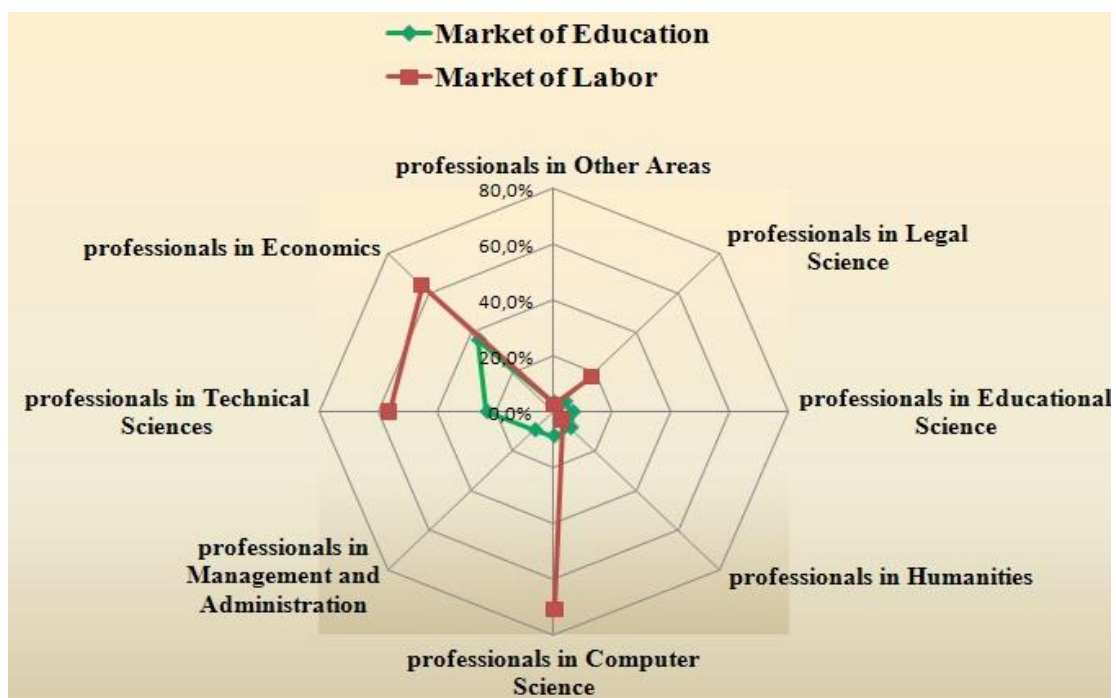 Market of Education
Market of Labor
professionals in Other Areas
80,0%
professionals in Legal
Science
60,0%
professionals in Economics
40,0%
20,0%
professionals in Technical
Sciences
0,0%
professionals in Educational
Science
professionals in
Management and
Administration
professionals in Humanities
professionals in Computer
Science